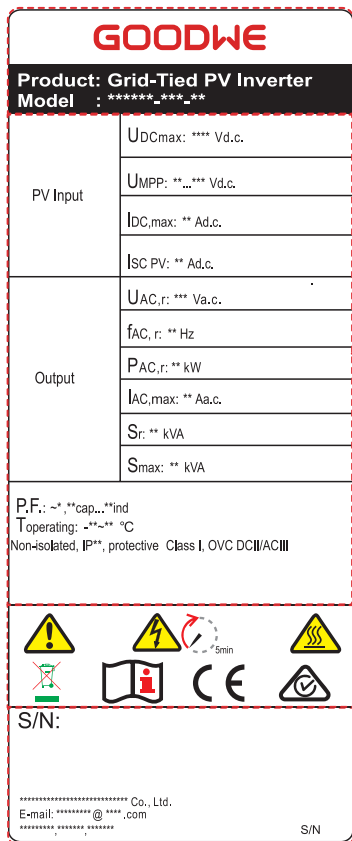 GOODWE
Product: Grid-Tied PV Inverter
Model : ******-***-**
PV Input
UDCmax: **** Vd.c.
UMPP: **...*** Vd.c.
IDC,max: ** Ad.c.
ISC PV: ** Ad.c.
Output
UAC,r: *** Va.c.
fAC, r: ** Hz
PAC,r: ** kW
IAC,max: ** Aa.c.
Sr: ** kVA
Smax: ** kVA
P.F.: ~*,**cap...**ind
Toperating: -**~** °C
Non-isolated, IP**, protective Class I, OVC DCII/ACIII
5min
i
CE
S/N:
*************************** Co., Ltd.
E-mail: ********* @ **** .com
*********,*******,*******
S/N